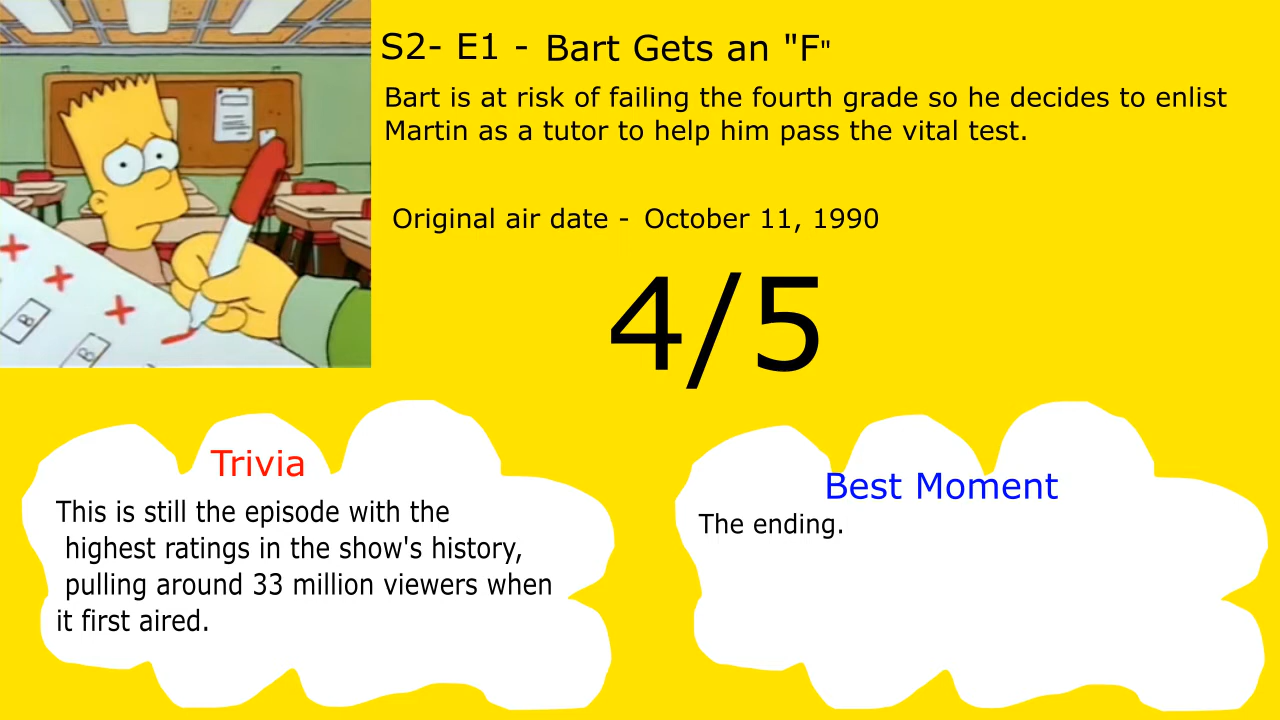 S2- E1 - Bart Gets an "F"
Bart is at risk of failing the fourth grade so he decides to enlist
Martin as a tutor to help him pass the vital test.
Original air date - October 11, 1990
4/5
Trivia
This is still the episode with the
highest ratings in the show's history,
pulling around 33 million viewers when
it first aired.
Best Moment
The ending.
B
B